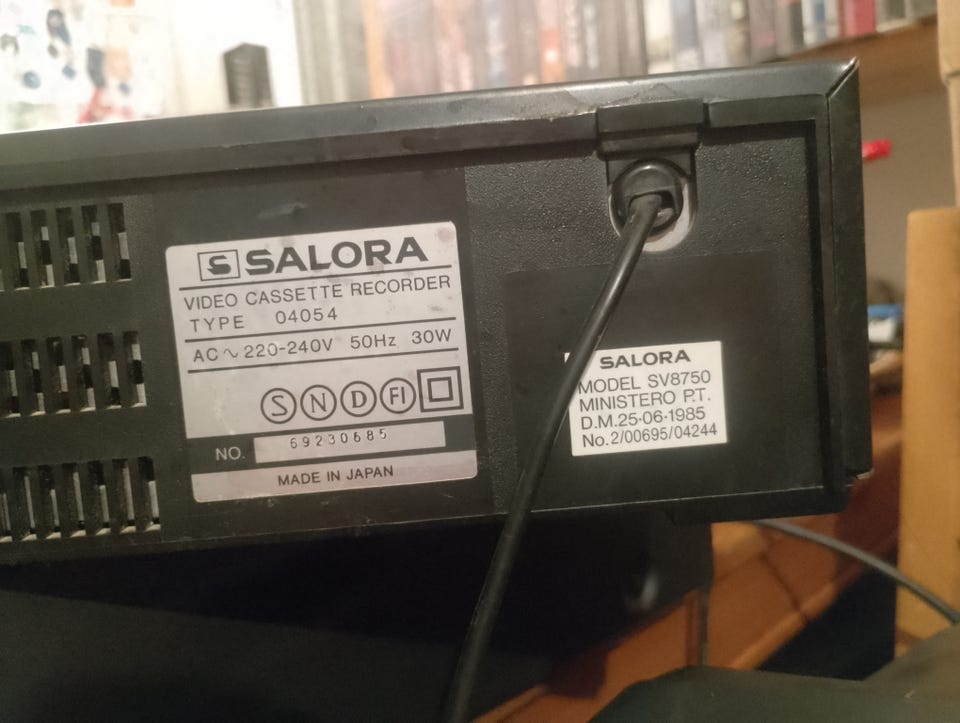 S SALORA
VIDEO CASSETTE RECORDER
TYPE 04054
AC ~ 220-240V 50Hz 30W
S N D FI
NO. 69230685
MADE IN JAPAN
SALORA
MODEL SV8750
MINISTERO P.T.
D.M.25-06-1985
No.2/00695/04244